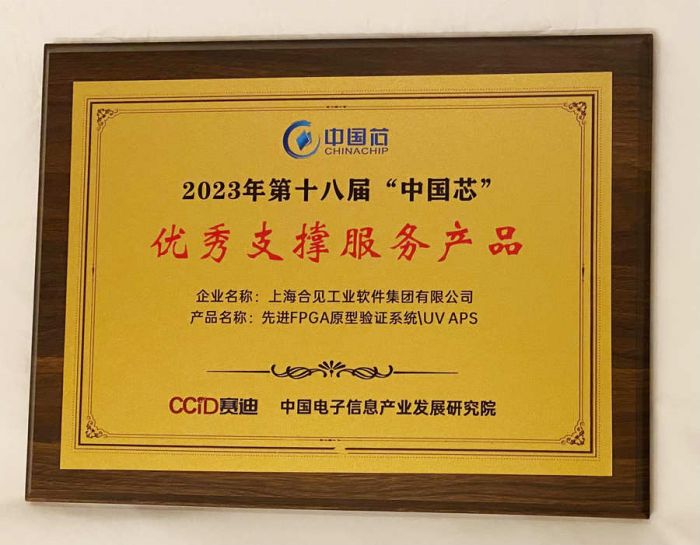 中国芯
CHINACHIP
2023年第十八届“中国芯”
优秀支撑服务产品
企业名称：上海合见工业软件集团有限公司
产品名称：先进FPGA原型验证系统\UV APS
CCID赛迪 中国电子信息产业发展研究院